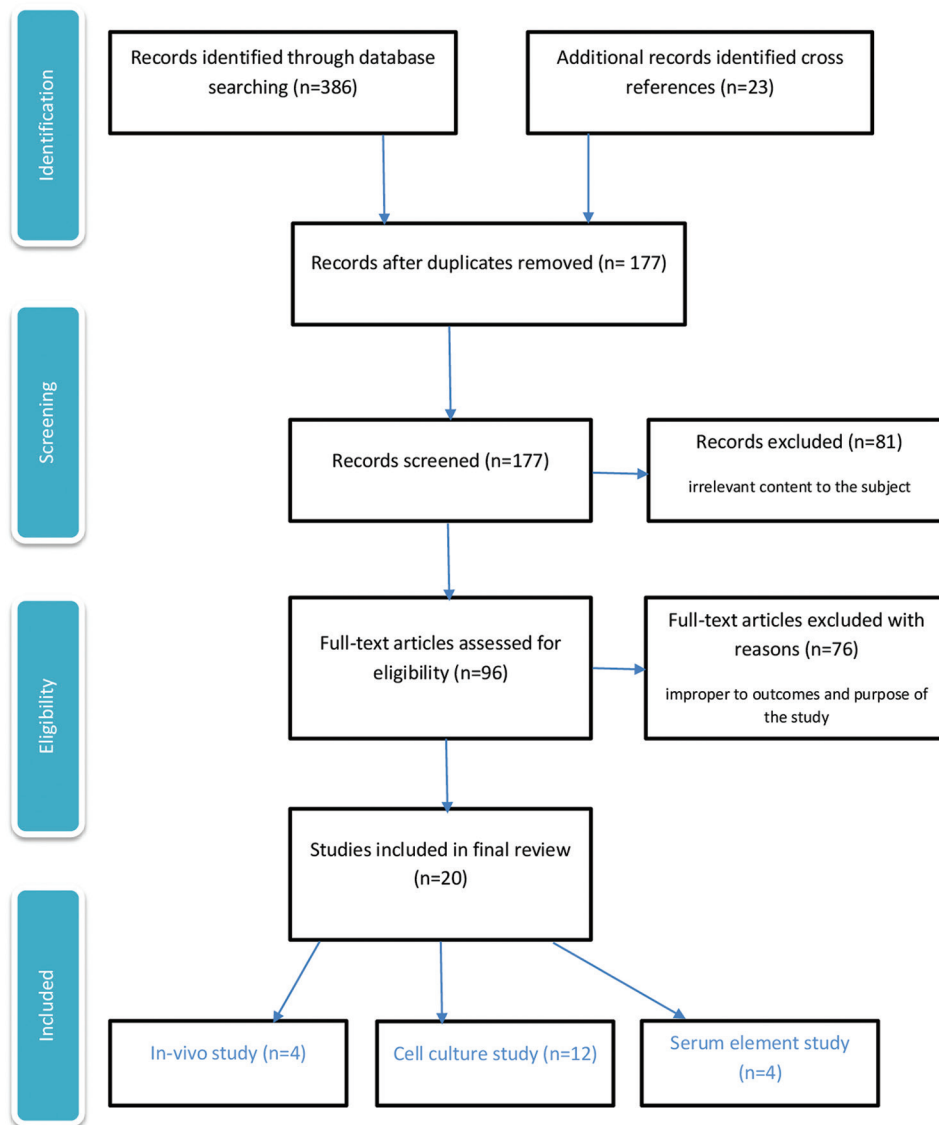 Identification
Records identified through database
searching (n=386)
Additional records identified cross
references (n=23)
Records after duplicates removed (n= 177)
Screening
Records screened (n=177)
Records excluded (n=81)
irrelevant content to the subject
Eligibility
Full-text articles assessed for
eligibility (n=96)
Full-text articles excluded with
reasons (n=76)
improper to outcomes and purpose of
the study
Included
Studies included in final review
(n=20)
In-vivo study (n=4)
Cell culture study (n=12)
Serum element study
(n=4)